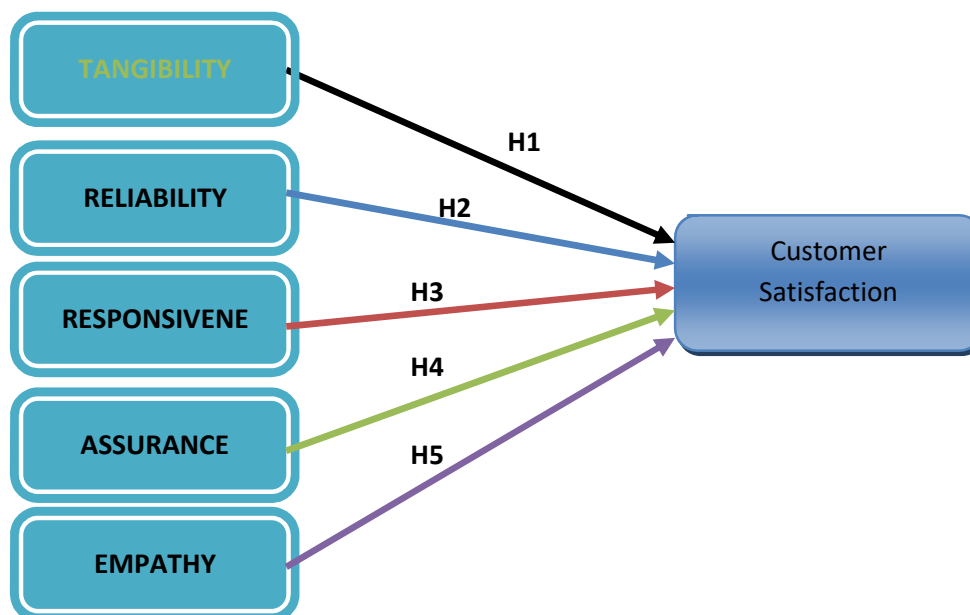 TANGIBILITY
H1
RELIABILITY
H2
Customer
Satisfaction
RESPONSIVENE
H3
H4
ASSURANCE
H5
EMPATHY